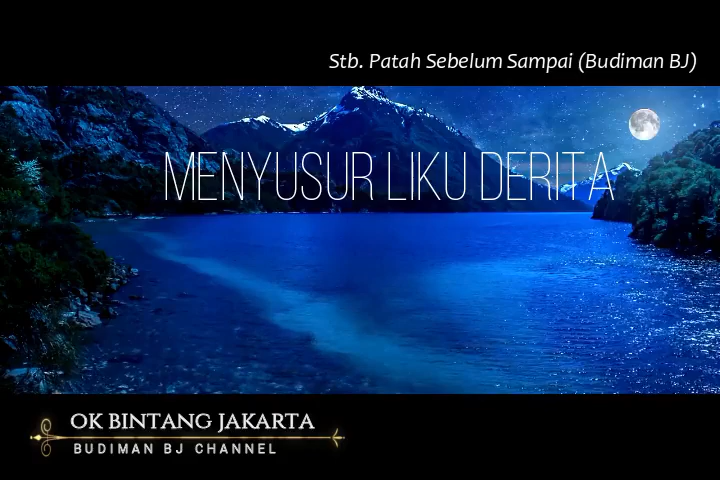 Stb. Patah Sebelum Sampai (Budiman BJ)
MENYUSUR LIKU DERITA
OK BINTANG JAKARTA
BUDIMAN BJ CHANNEL